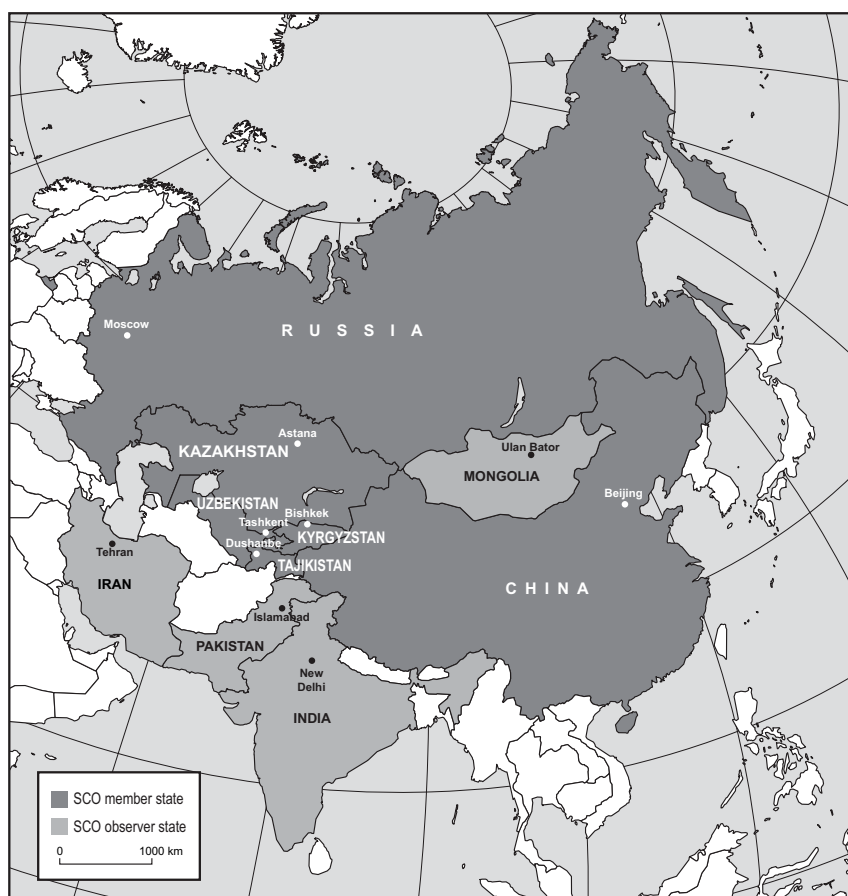 Moscow
R U S S I A
Astana
KAZAKHSTAN
Ulan Bator
MONGOLIA
Beijing
UZBEKISTAN
Bishkek
Tashkent
KYRGYZSTAN
Dushanbe
TAJIKISTAN
Tehran
IRAN
C H I N A
Islamabad
PAKISTAN
New
Delhi
INDIA
SCO member state
SCO observer state
0 1000 km